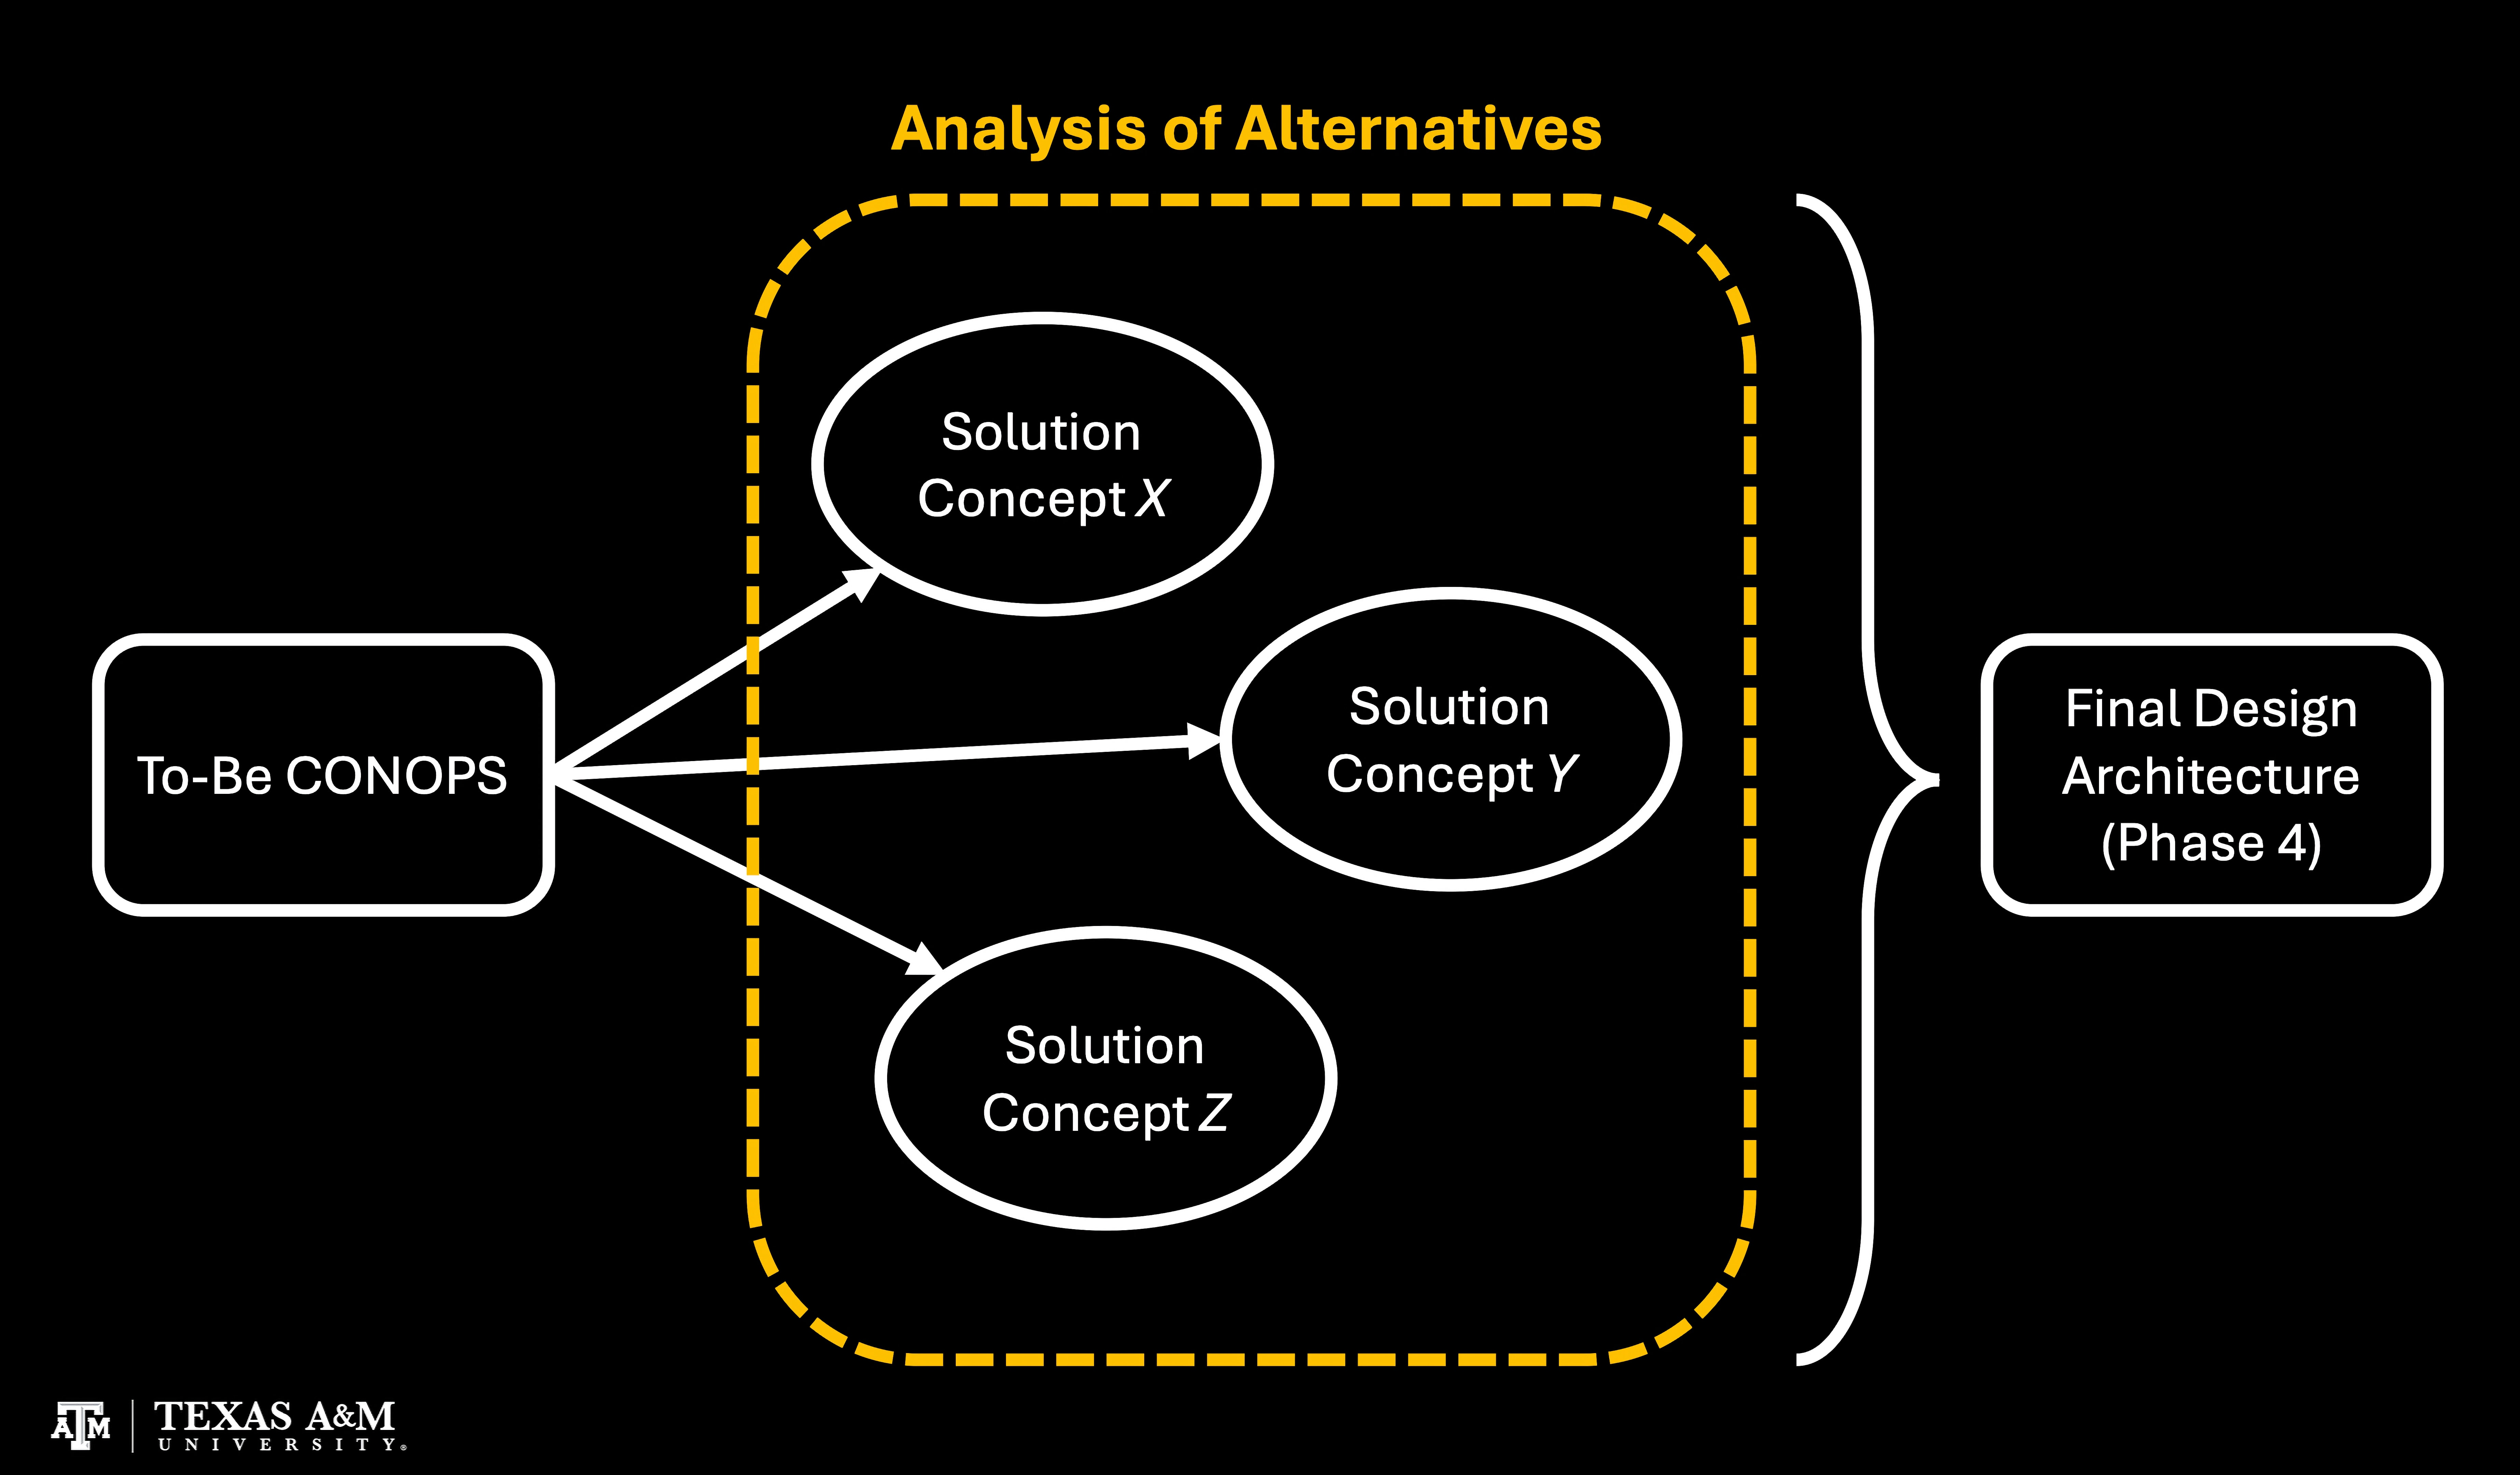 Analysis of Alternatives
Solution
Concept X
To-Be CONOPS
Solution
Concept Y
Solution
Concept Z
Final Design
Architecture
(Phase 4)
ATM
TEXAS A&M
UNIVERSITY®